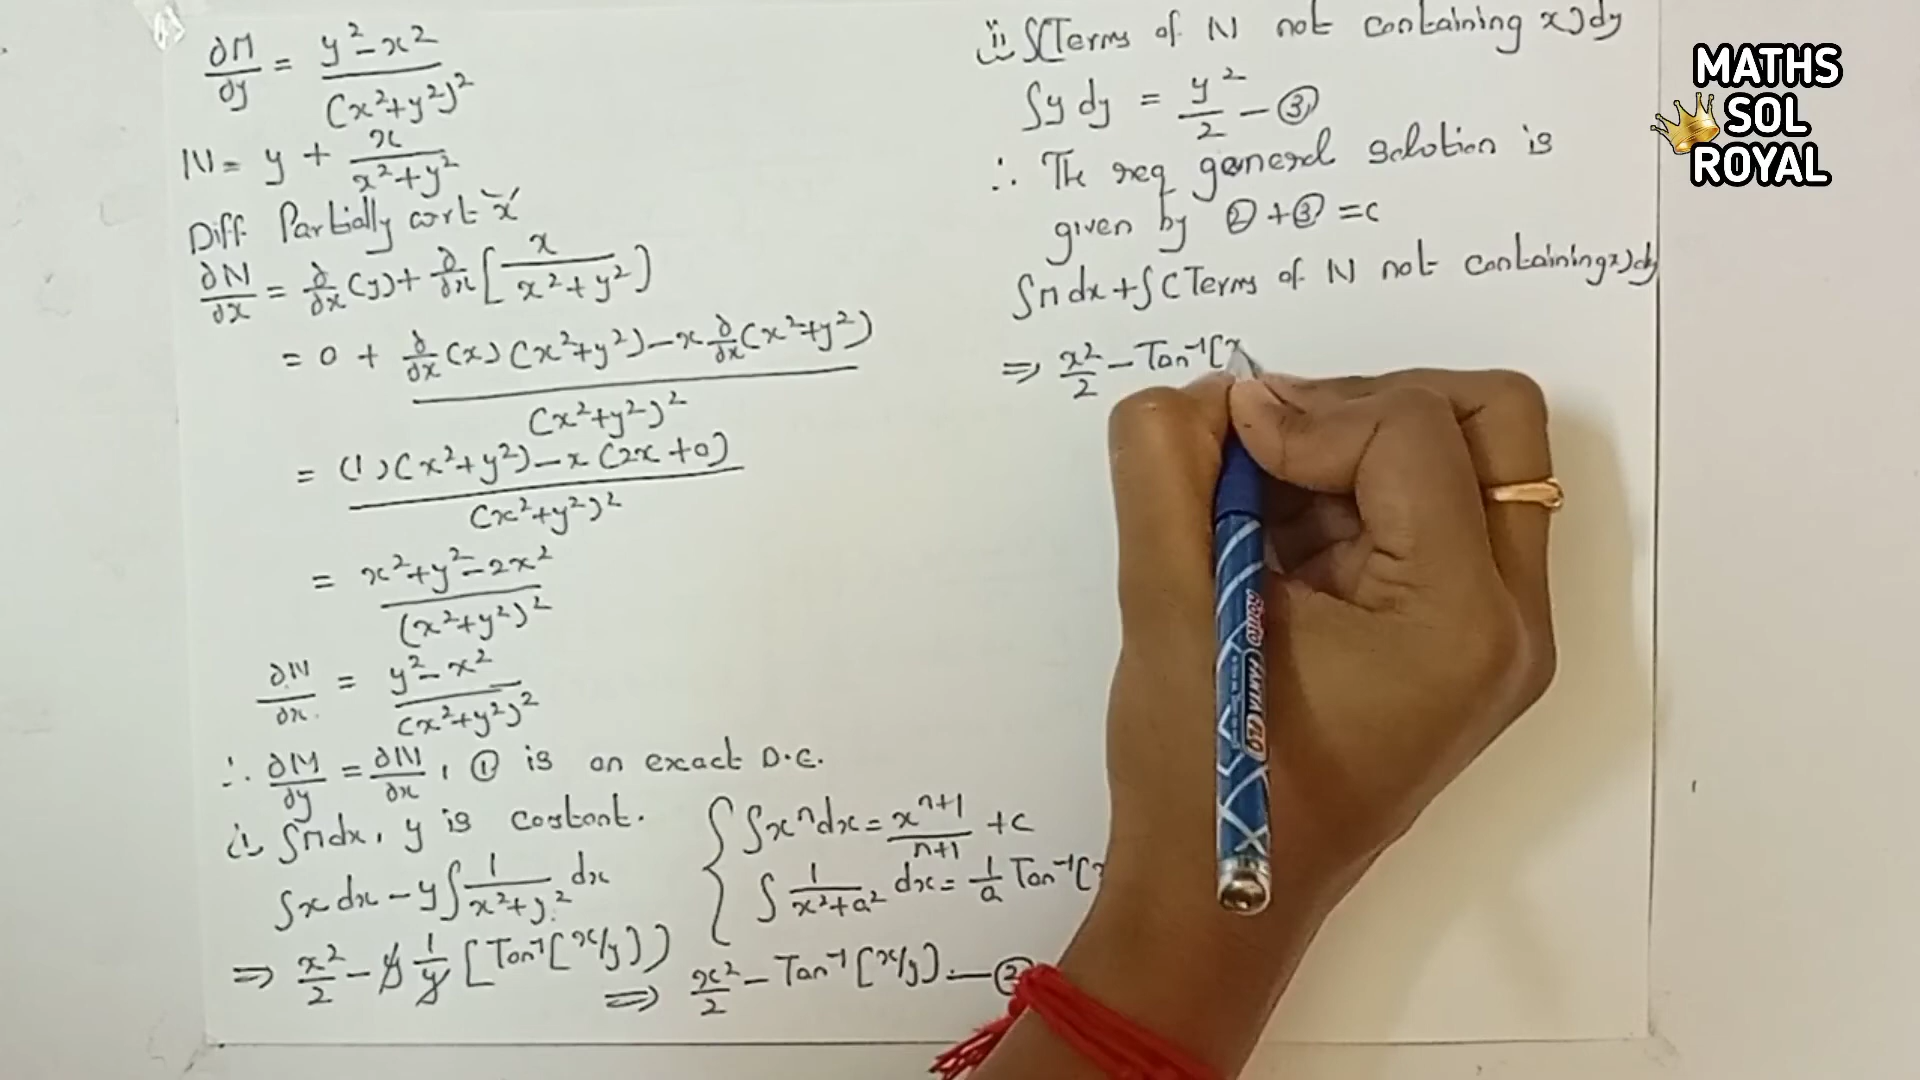 ∂M/∂y = y²-x² / (x²+y²)²
N = y + x / x²+y²
Diff Partially wrt 'x'
∂N/∂x = ∂/∂x (y) + ∂/∂x [x / x²+y²]
= 0 + ∂/∂x (x) (x²+y²) - x ∂/∂x (x²+y²) / (x²+y²)²
= (1)(x²+y²) - x (2x+0) / (x²+y²)²
= x²+y²-2x² / (x²+y²)²
∂N/∂x = y²-x² / (x²+y²)²
∴ ∂M/∂y = ∂N/∂x, ① is an exact D.E.
i) ∫M dx, y is costant.
∫x dx - y ∫ 1 / x²+y² dx
⇒ x²/2 - y 1/y [Tan⁻¹(x/y)]
{ ∫xⁿdx = xⁿ⁺¹ / n+1 + c
∫ 1 / x²+a² dx = 1/a Tan⁻¹(
⇒ x²/2 - Tan⁻¹(x/y) — ②
ii) ∫(Terms of N not containing x) dy
∫y dy = y²/2 - ③
∴ The req general solution is
given by ② + ③ = c
∫M dx + ∫(Terms of N not containing x) dy
⇒ x²/2 - Tan⁻¹(x
MATHS
SOL
ROYAL